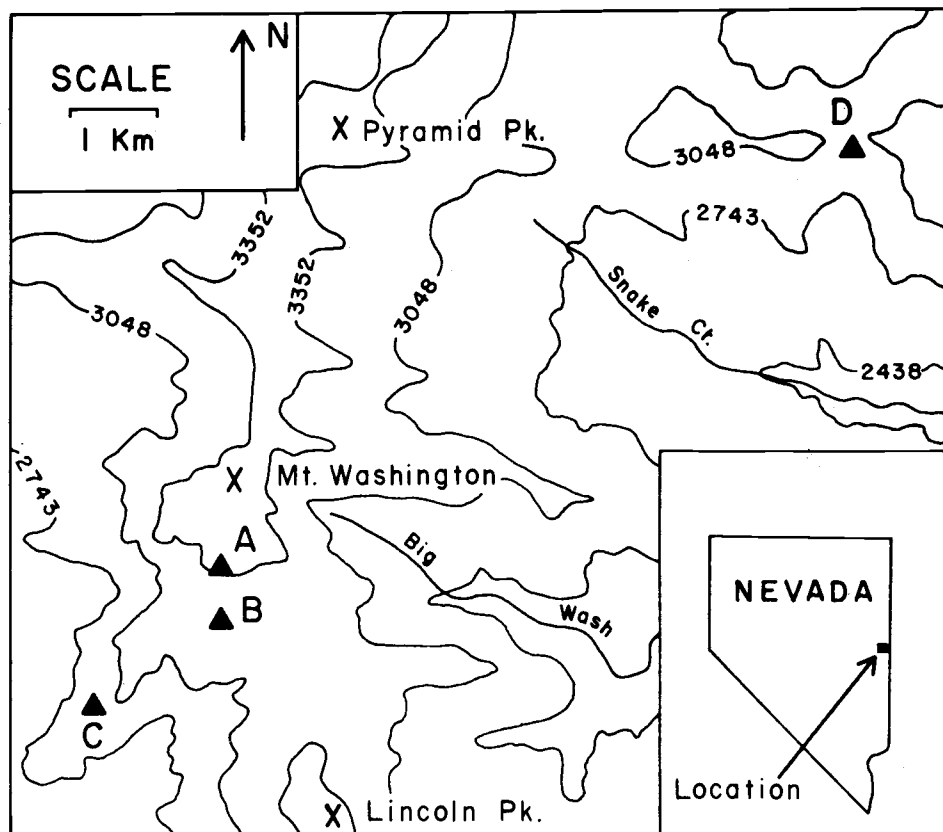 SCALE
1 Km
N
X Pyramid Pk.
D
3048
2743
3352
3352
3048
3048
Snake Cr.
2438
2743
X Mt. Washington
A
B
Big Wash
C
X Lincoln Pk.
NEVADA
Location